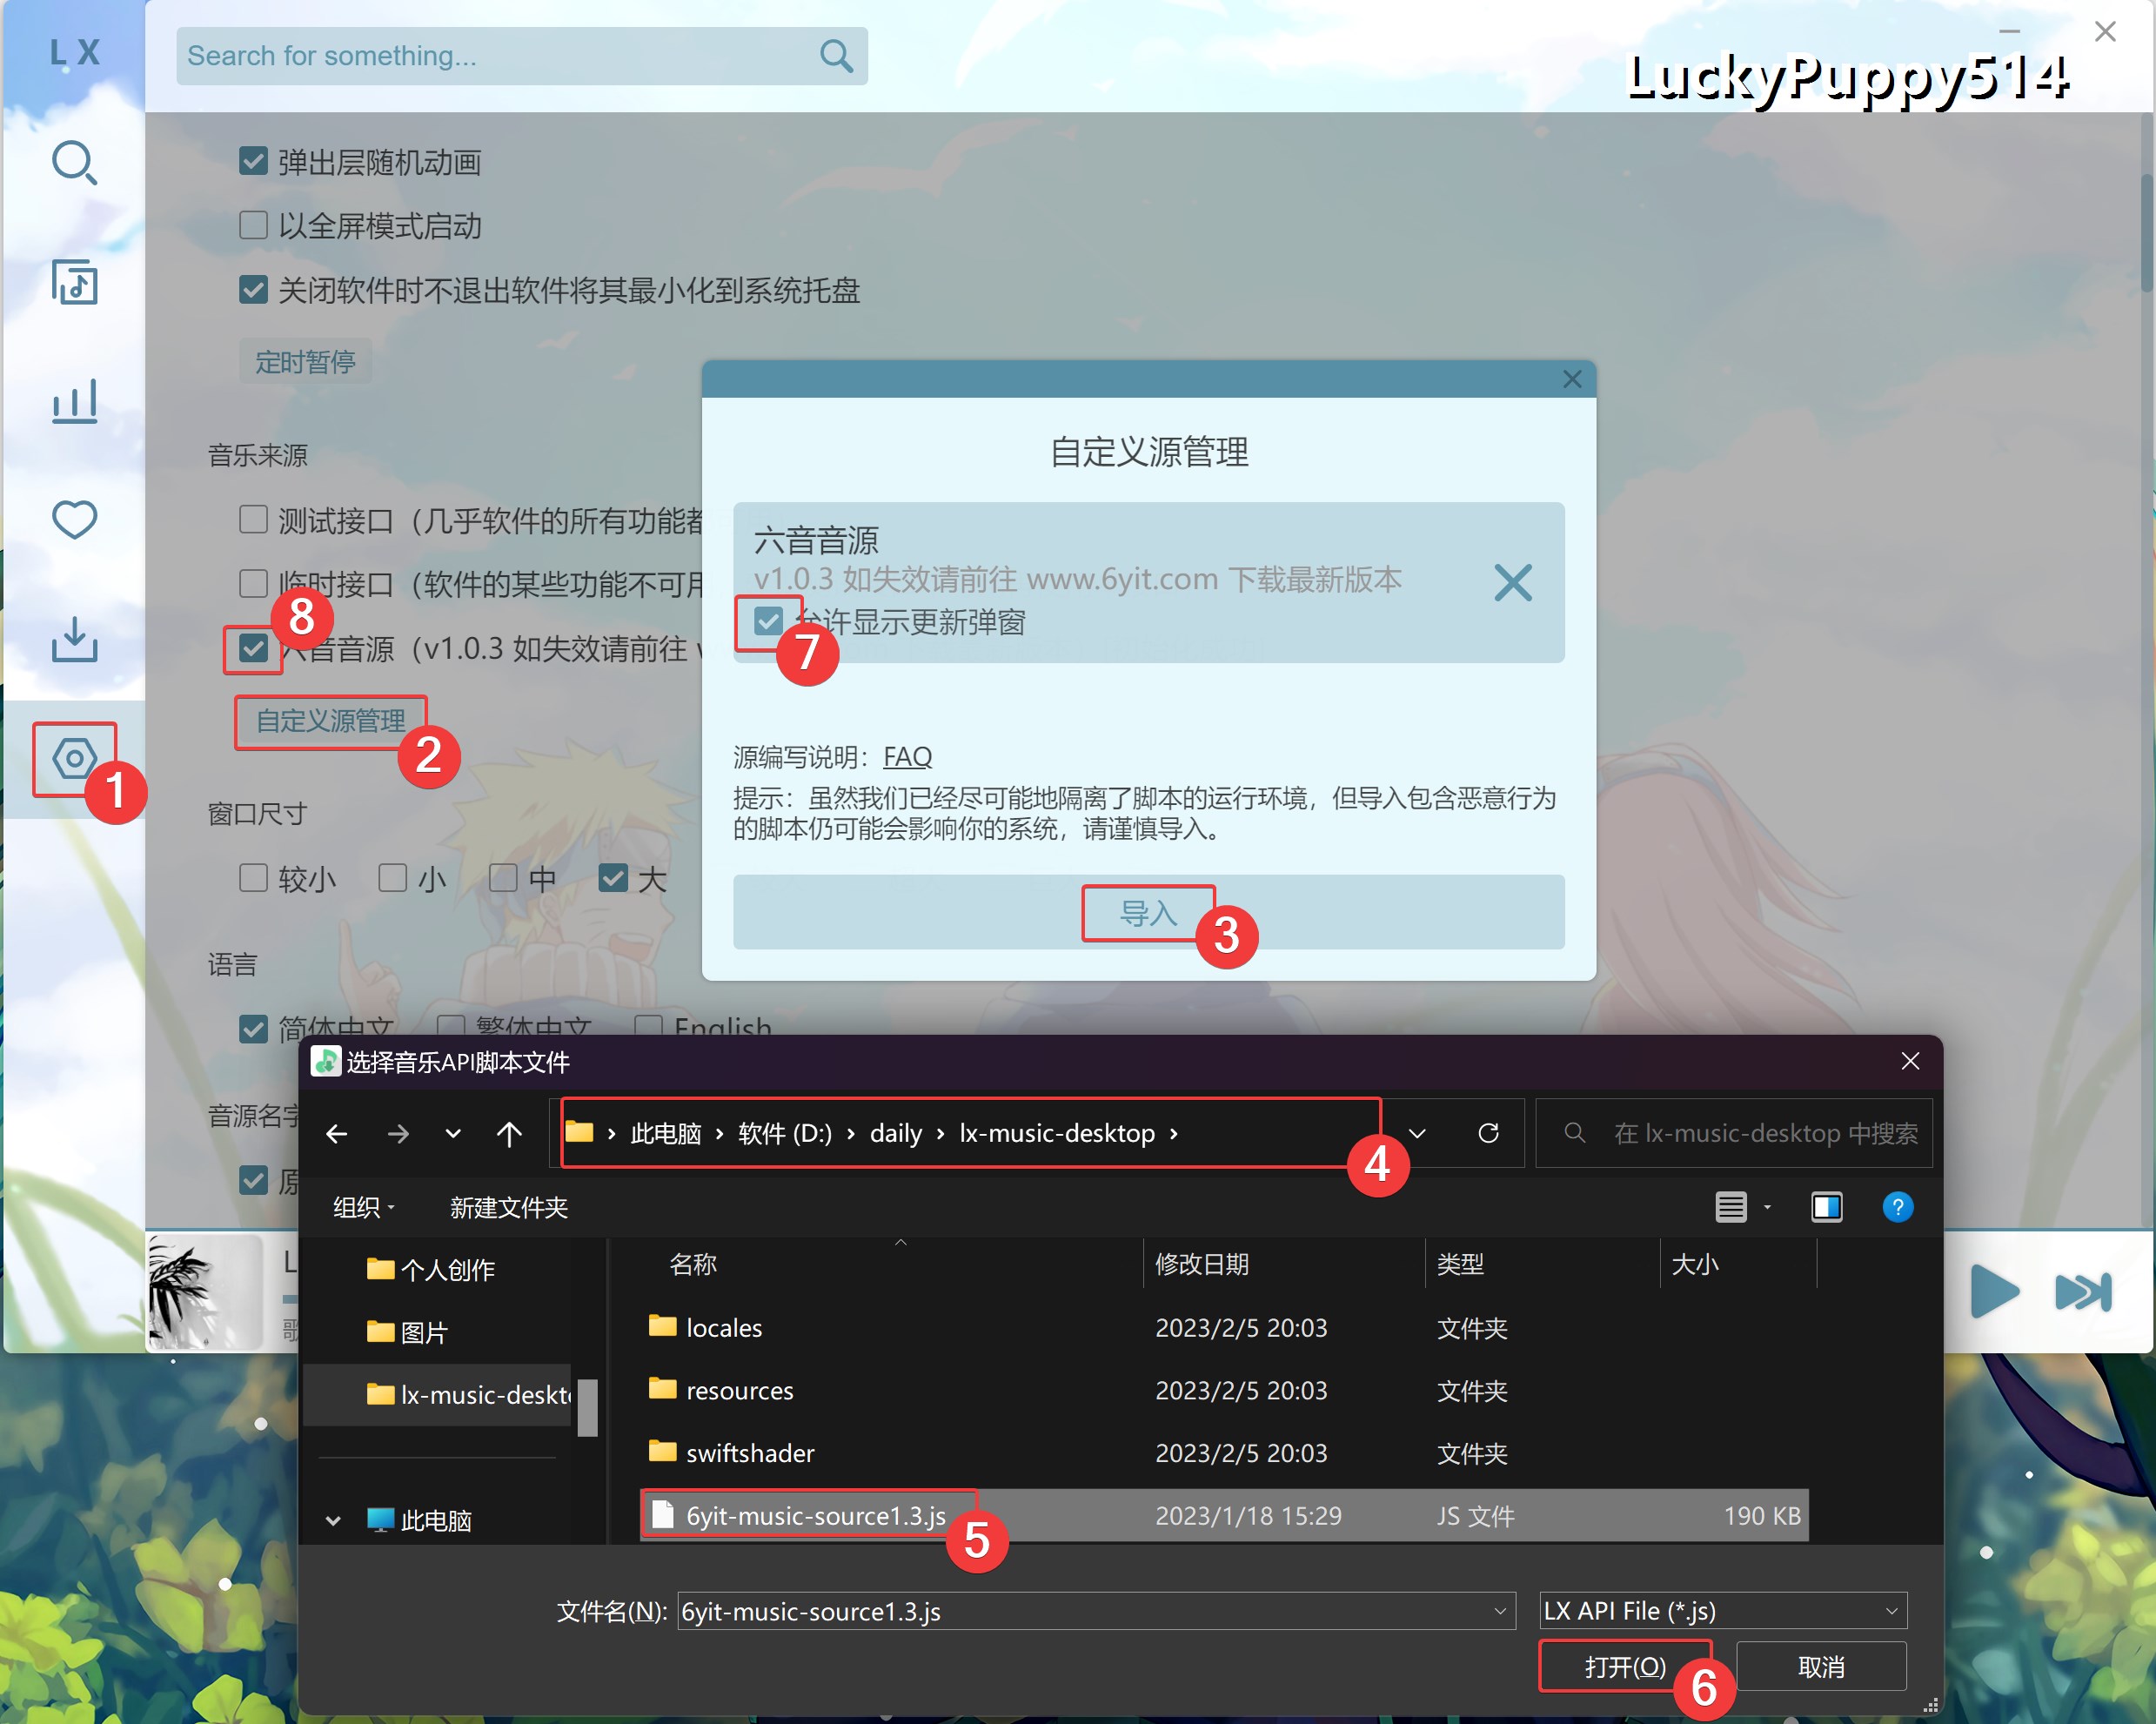 L X
Search for something...
LuckyPuppy514
弹出层随机动画
以全屏模式启动
关闭软件时不退出软件将其最小化到系统托盘
定时暂停
音乐来源
测试接口（几乎软件的所有功能都
临时接口（软件的某些功能不可用
8
六音音源（v1.0.3 如失效请前往
自定义源管理
2
1
窗口尺寸
较小 小 中 大
语言
简体中文 繁体中文 English
音源名字
原
自定义源管理
六音音源
v1.0.3 如失效请前往 www.6yit.com 下载最新版本
允许显示更新弹窗
7
源编写说明：FAQ
提示：虽然我们已经尽可能地隔离了脚本的运行环境，但导入包含恶意行为
的脚本仍可能会影响你的系统，请谨慎导入。
导入
3
选择音乐API脚本文件
此电脑 › 软件 (D:) › daily › lx-music-desktop ›
4
在 lx-music-desktop 中搜索
组织 新建文件夹
个人创作
图片
lx-music-deskt
此电脑
名称 修改日期 类型 大小
locales 2023/2/5 20:03 文件夹
resources 2023/2/5 20:03 文件夹
swiftshader 2023/2/5 20:03 文件夹
6yit-music-source1.3.js 2023/1/18 15:29 JS 文件 190 KB
5
文件名(N): 6yit-music-source1.3.js LX API File (*.js)
打开(O) 取消
6
L
歌